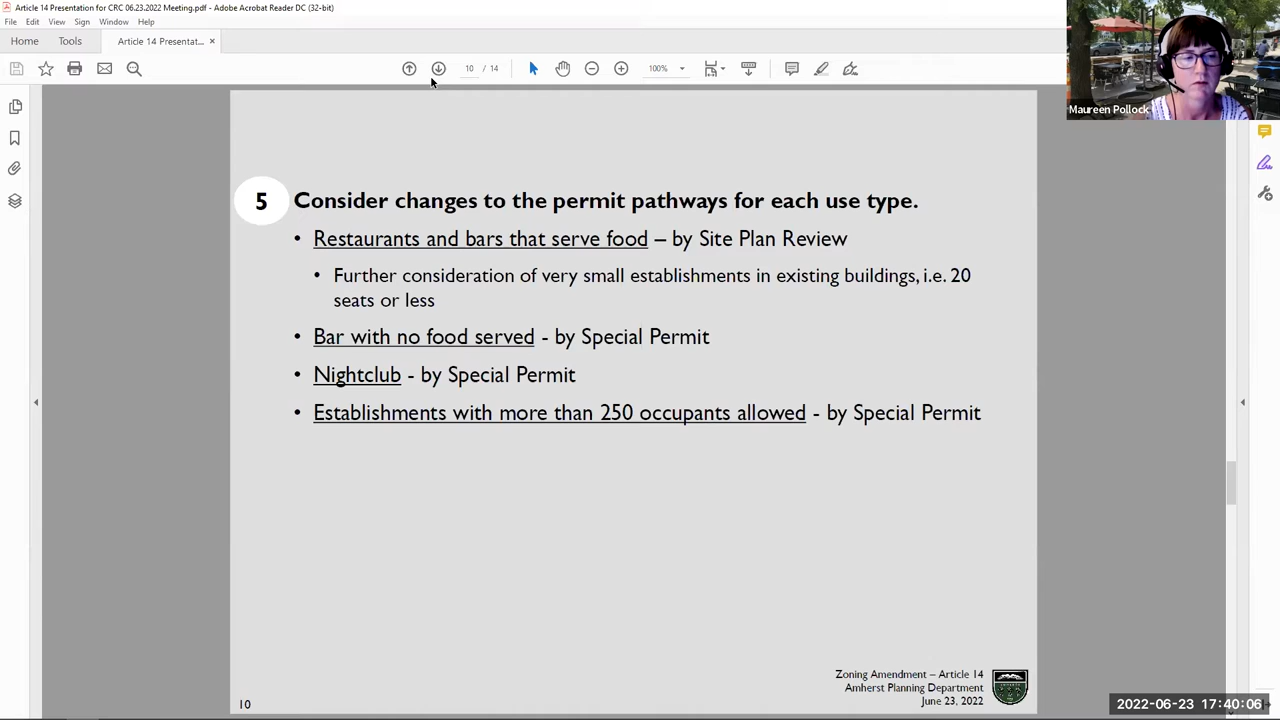 Article 14 Presentation for CRC 06.23.2022 Meeting.pdf - Adobe Acrobat Reader DC (32-bit)
File Edit View Sign Window Help
Home Tools Article 14 Presentat... ×
10 / 14 100%
Maureen Pollock
5 Consider changes to the permit pathways for each use type.
• Restaurants and bars that serve food – by Site Plan Review
• Further consideration of very small establishments in existing buildings, i.e. 20
seats or less
• Bar with no food served - by Special Permit
• Nightclub - by Special Permit
• Establishments with more than 250 occupants allowed - by Special Permit
Zoning Amendment – Article 14
Amherst Planning Department
June 23, 2022
10
2022-06-23 17:40:06